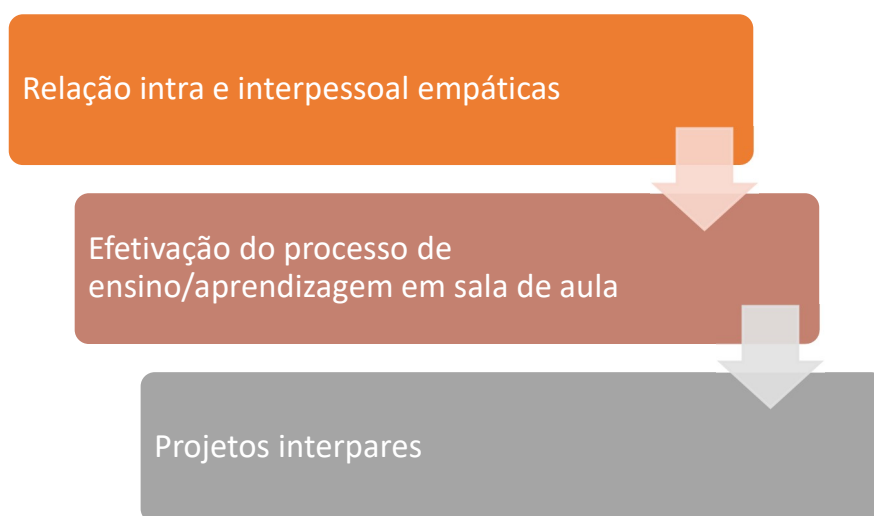 Relação intra e interpessoal empáticas
Efetivação do processo de
ensino/aprendizagem em sala de aula
Projetos interpares